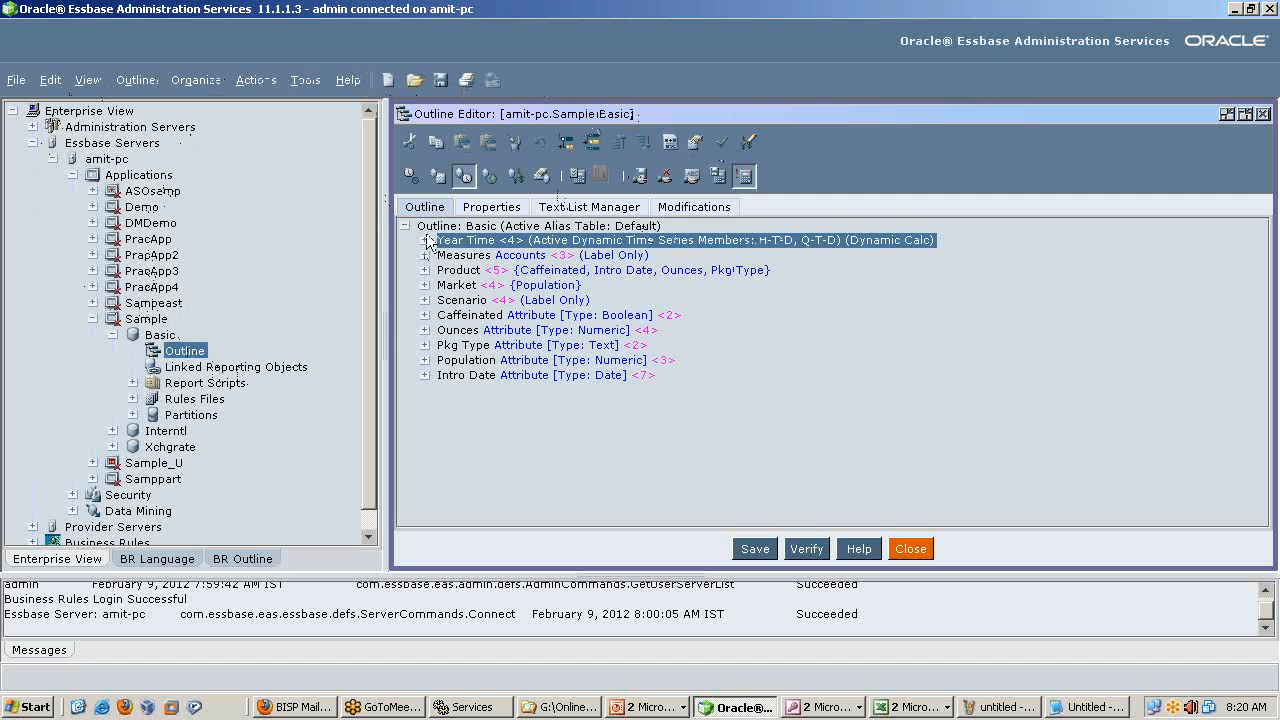 Oracle® Essbase Administration Services 11.1.1.3 - admin connected on amit-pc
Oracle® Essbase Administration Services ORACLE
File Edit View Outline Organize Actions Tools Help
Enterprise View
Administration Servers
Essbase Servers
amit-pc
Applications
ASOsamp
Demo
DMDemo
PracApp
PracApp2
PracApp3
PracApp4
Sampeast
Sample
Basic
Outline
Linked Reporting Objects
Report Scripts
Rules Files
Partitions
Interntl
Xchgrate
Sample_U
Samppart
Security
Data Mining
Provider Servers
Business Rules
Enterprise View BR Language BR Outline
Outline Editor: [amit-pc.Sample.Basic]
Outline Properties Text List Manager Modifications
Outline: Basic (Active Alias Table: Default)
Year Time <4> (Active Dynamic Time Series Members: H-T-D, Q-T-D) (Dynamic Calc)
Measures Accounts <3> (Label Only)
Product <5> {Caffeinated, Intro Date, Ounces, Pkg Type}
Market <4> {Population}
Scenario <4> (Label Only)
Caffeinated Attribute [Type: Boolean] <2>
Ounces Attribute [Type: Numeric] <4>
Pkg Type Attribute [Type: Text] <2>
Population Attribute [Type: Numeric] <3>
Intro Date Attribute [Type: Date] <7>
Save Verify Help Close
admin February 9, 2012 7:59:42 AM IST com.essbase.eas.admin.defs.AdminCommands.GetUserServerList Succeeded
Business Rules Login Successful
Essbase Server: amit-pc com.essbase.eas.essbase.defs.ServerCommands.Connect February 9, 2012 8:00:05 AM IST Succeeded
Messages
Start BISP Mail... GoToMee... Services G:\Online... 2 Micro... Oracle®... 2 Micro... 2 Micro... untitled -... Untitled -... 8:20 AM